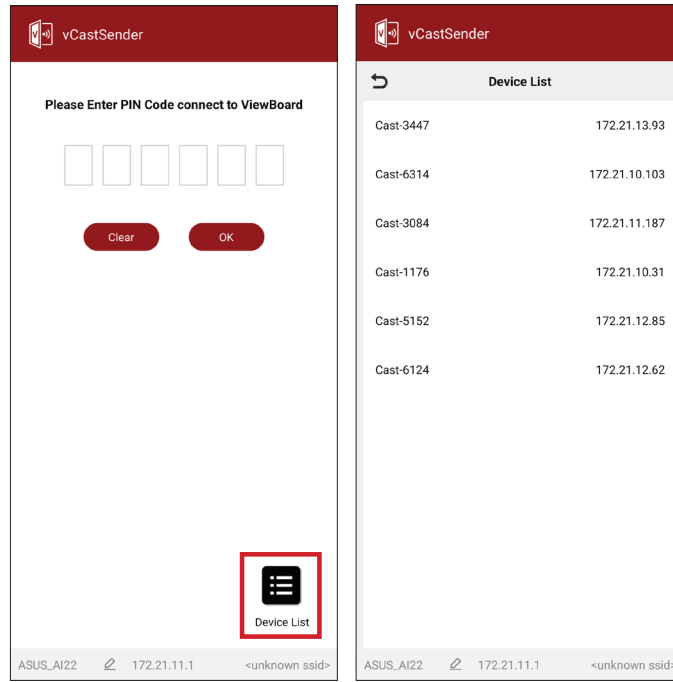 vCastSender
Please Enter PIN Code connect to ViewBoard
Clear
OK
Device List
ASUS_AI22
172.21.11.1
<unknown ssid>
vCastSender
Device List
Cast-3447 172.21.13.93
Cast-6314 172.21.10.103
Cast-3084 172.21.11.187
Cast-1176 172.21.10.31
Cast-5152 172.21.12.85
Cast-6124 172.21.12.62
ASUS_AI22
172.21.11.1
<unknown ssid>